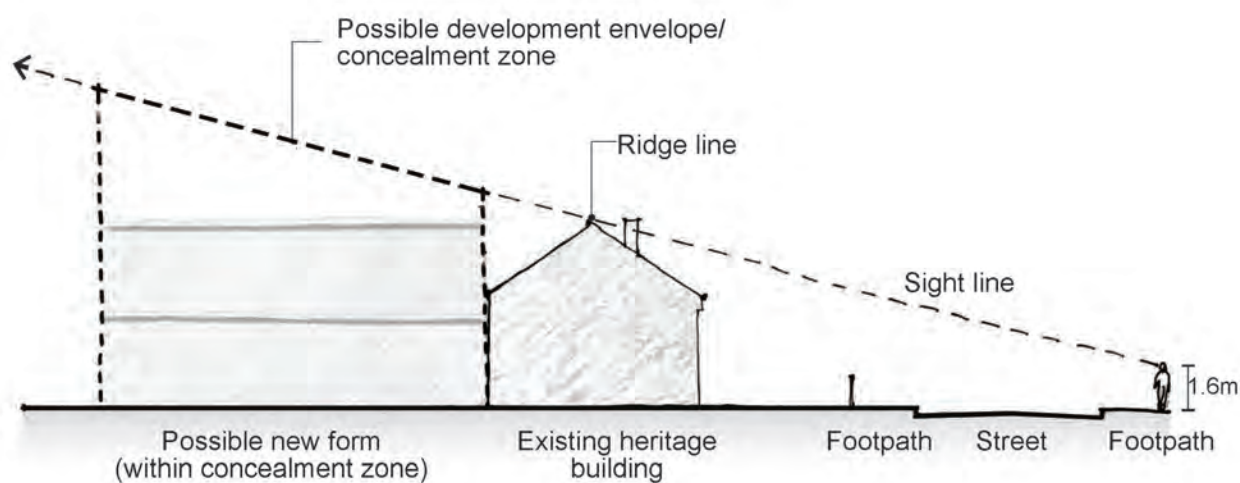 Possible development envelope/
concealment zone
Ridge line
Sight line
1.6m
Possible new form
(within concealment zone)
Existing heritage
building
Footpath
Street
Footpath